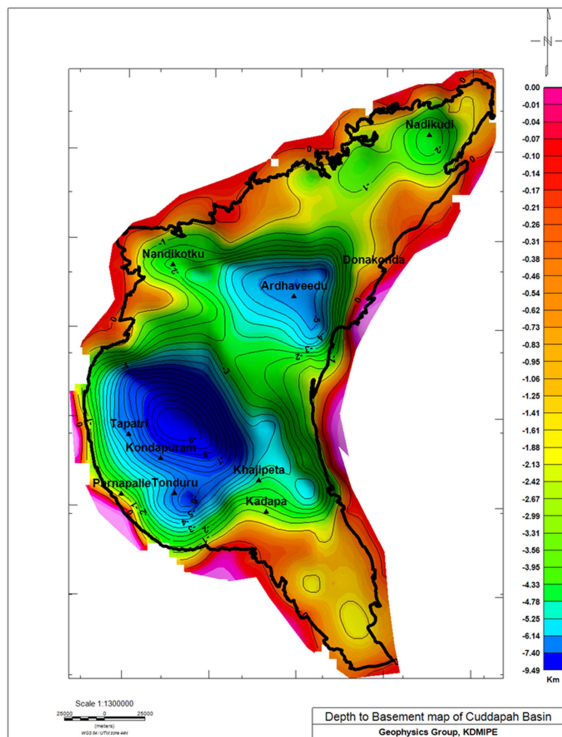 N
0.00
-0.01
-0.04
-0.07
-0.10
-0.14
-0.17
-0.21
-0.26
-0.31
-0.38
-0.46
-0.52
-0.63
-0.73
-0.82
-0.95
-1.06
-1.25
-1.41
-1.61
-1.81
-2.13
-2.42
-2.67
-2.99
-3.31
-3.56
-3.95
-4.33
-4.78
-5.25
-6.14
-7.40
-9.49
Km
Nadikudi
Nandikotku
Donakonda
Ardhaveedu
Tapatri
Kondapuram
Khajipeta
Parnapalle
Tonduru
Kadapa
Scale 1:1300000
25000 0 25000
(meters)
Depth to Basement map of Cuddapah Basin
Geophysics Group, KDMIPE